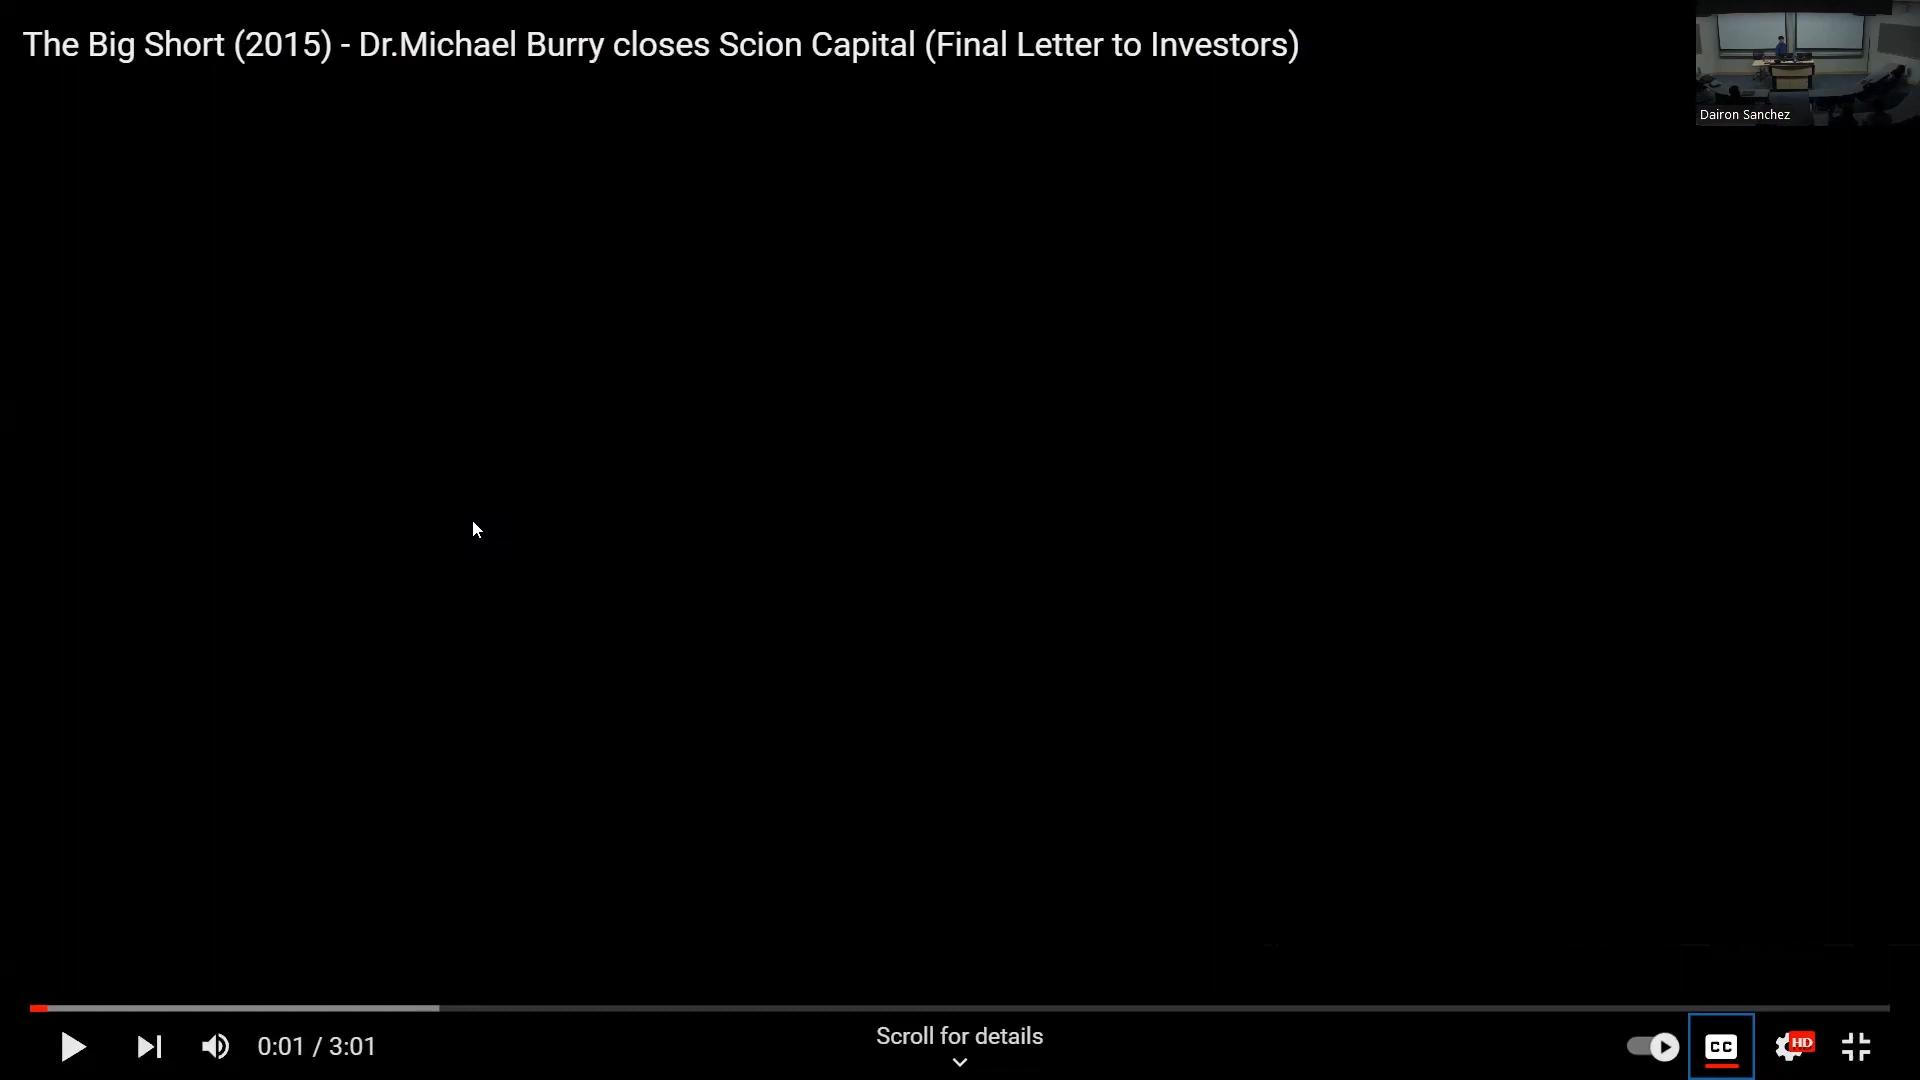 The Big Short (2015) - Dr.Michael Burry closes Scion Capital (Final Letter to Investors)
Dairon Sanchez
0:01 / 3:01
Scroll for details
CC
HD